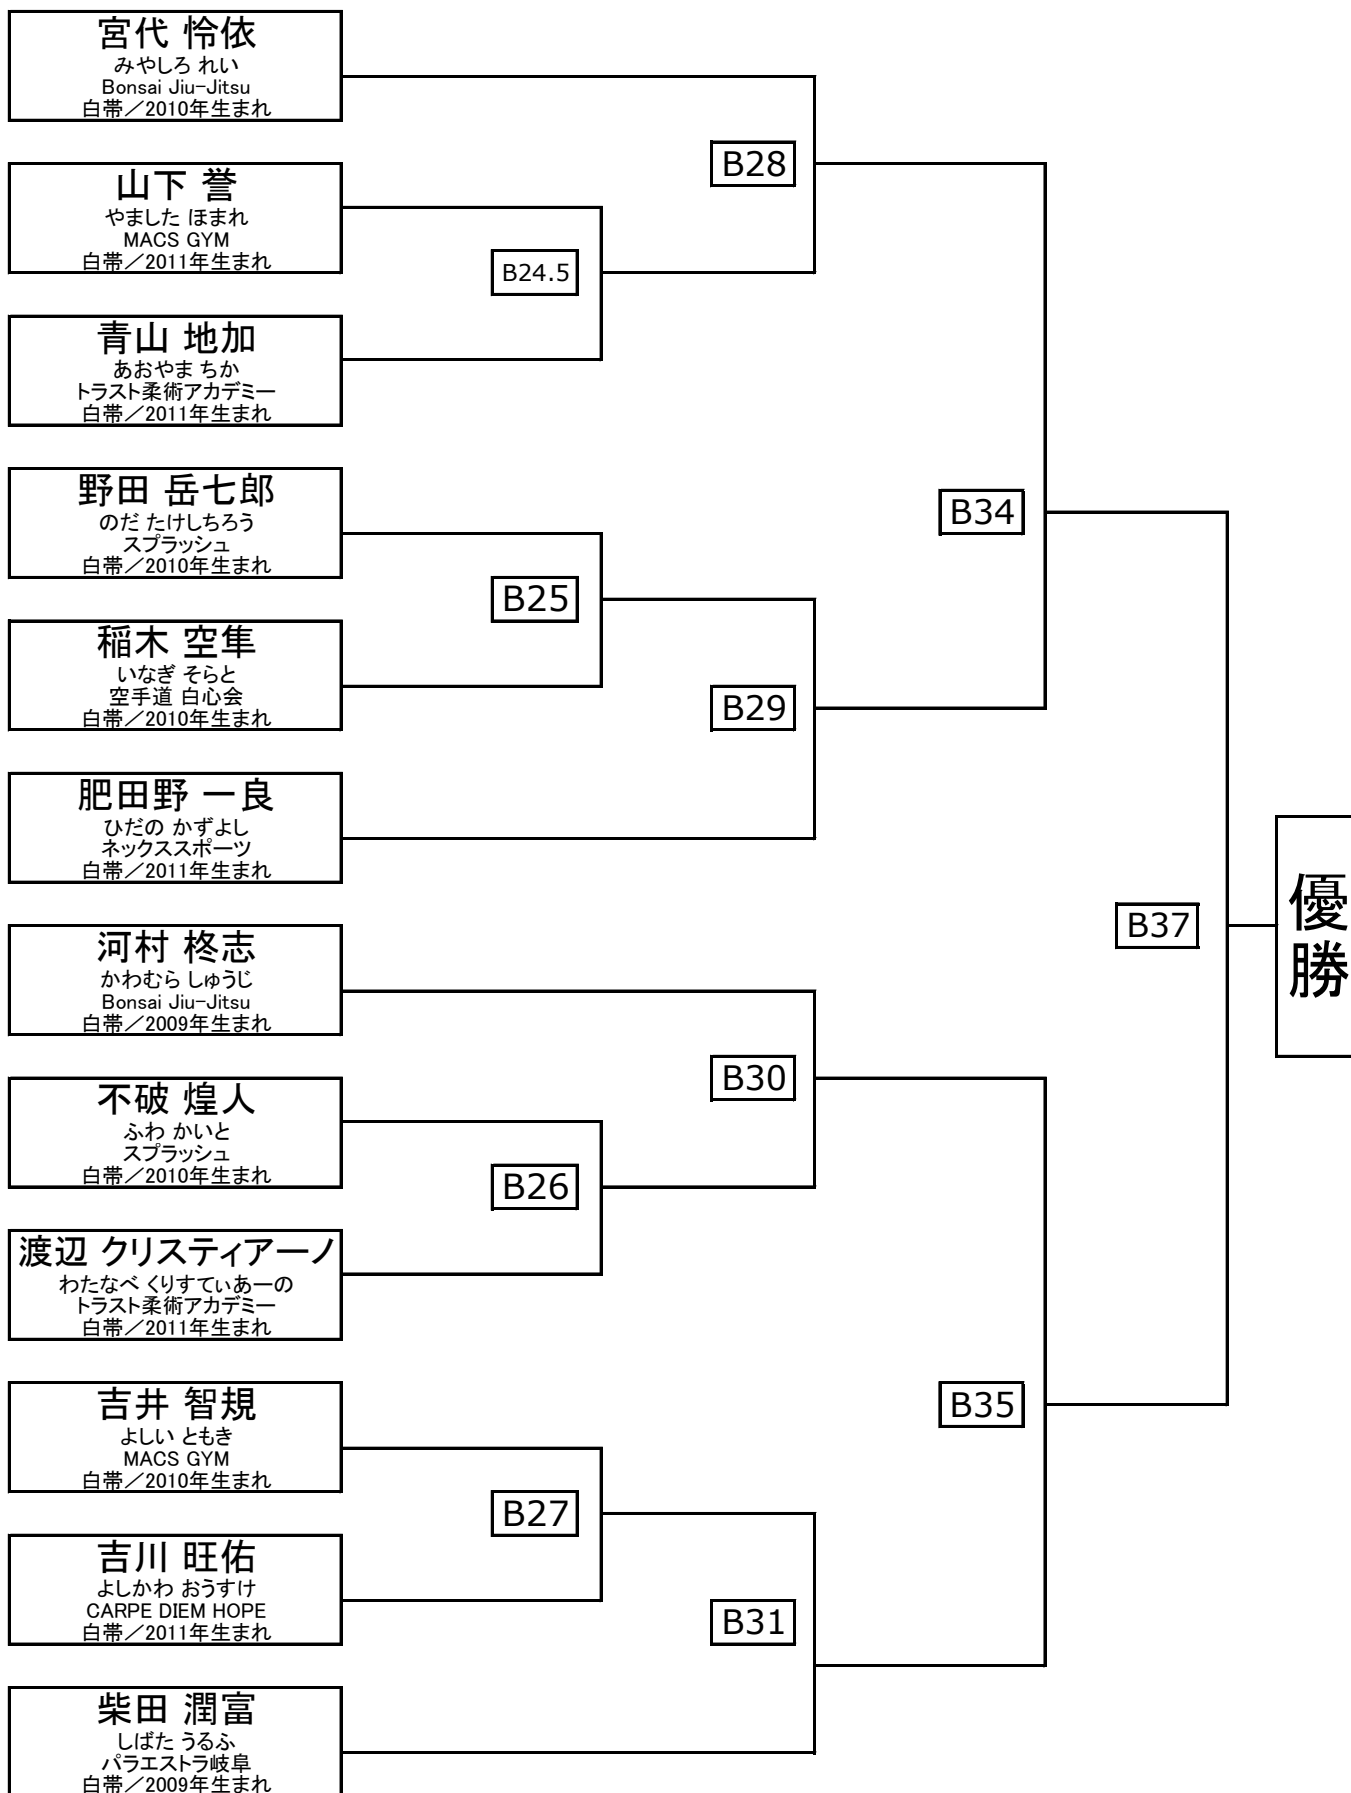 宮代 怜依
みやしろ れい
Bonsai Jiu-Jitsu
白帯／2010年生まれ
山下 誉
やました ほまれ
MACS GYM
白帯／2011年生まれ
青山 地加
あおやま ちか
トラスト柔術アカデミー
白帯／2011年生まれ
野田 岳七郎
のだ たけしちろう
スプラッシュ
白帯／2010年生まれ
稲木 空隼
いなぎ そらと
空手道 白心会
白帯／2010年生まれ
肥田野 一良
ひだの かずよし
ネックススポーツ
白帯／2011年生まれ
河村 柊志
かわむら しゅうじ
Bonsai Jiu-Jitsu
白帯／2009年生まれ
不破 煌人
ふわ かいと
スプラッシュ
白帯／2010年生まれ
渡辺 クリスティアーノ
わたなべ くりすてぃあーの
トラスト柔術アカデミー
白帯／2011年生まれ
吉井 智規
よしい ともき
MACS GYM
白帯／2010年生まれ
吉川 旺佑
よしかわ おうすけ
CARPE DIEM HOPE
白帯／2011年生まれ
柴田 潤富
しばた うるふ
パラエストラ岐阜
白帯／2009年生まれ
B24.5
B25
B26
B27
B28
B29
B30
B31
B34
B35
B37
優勝